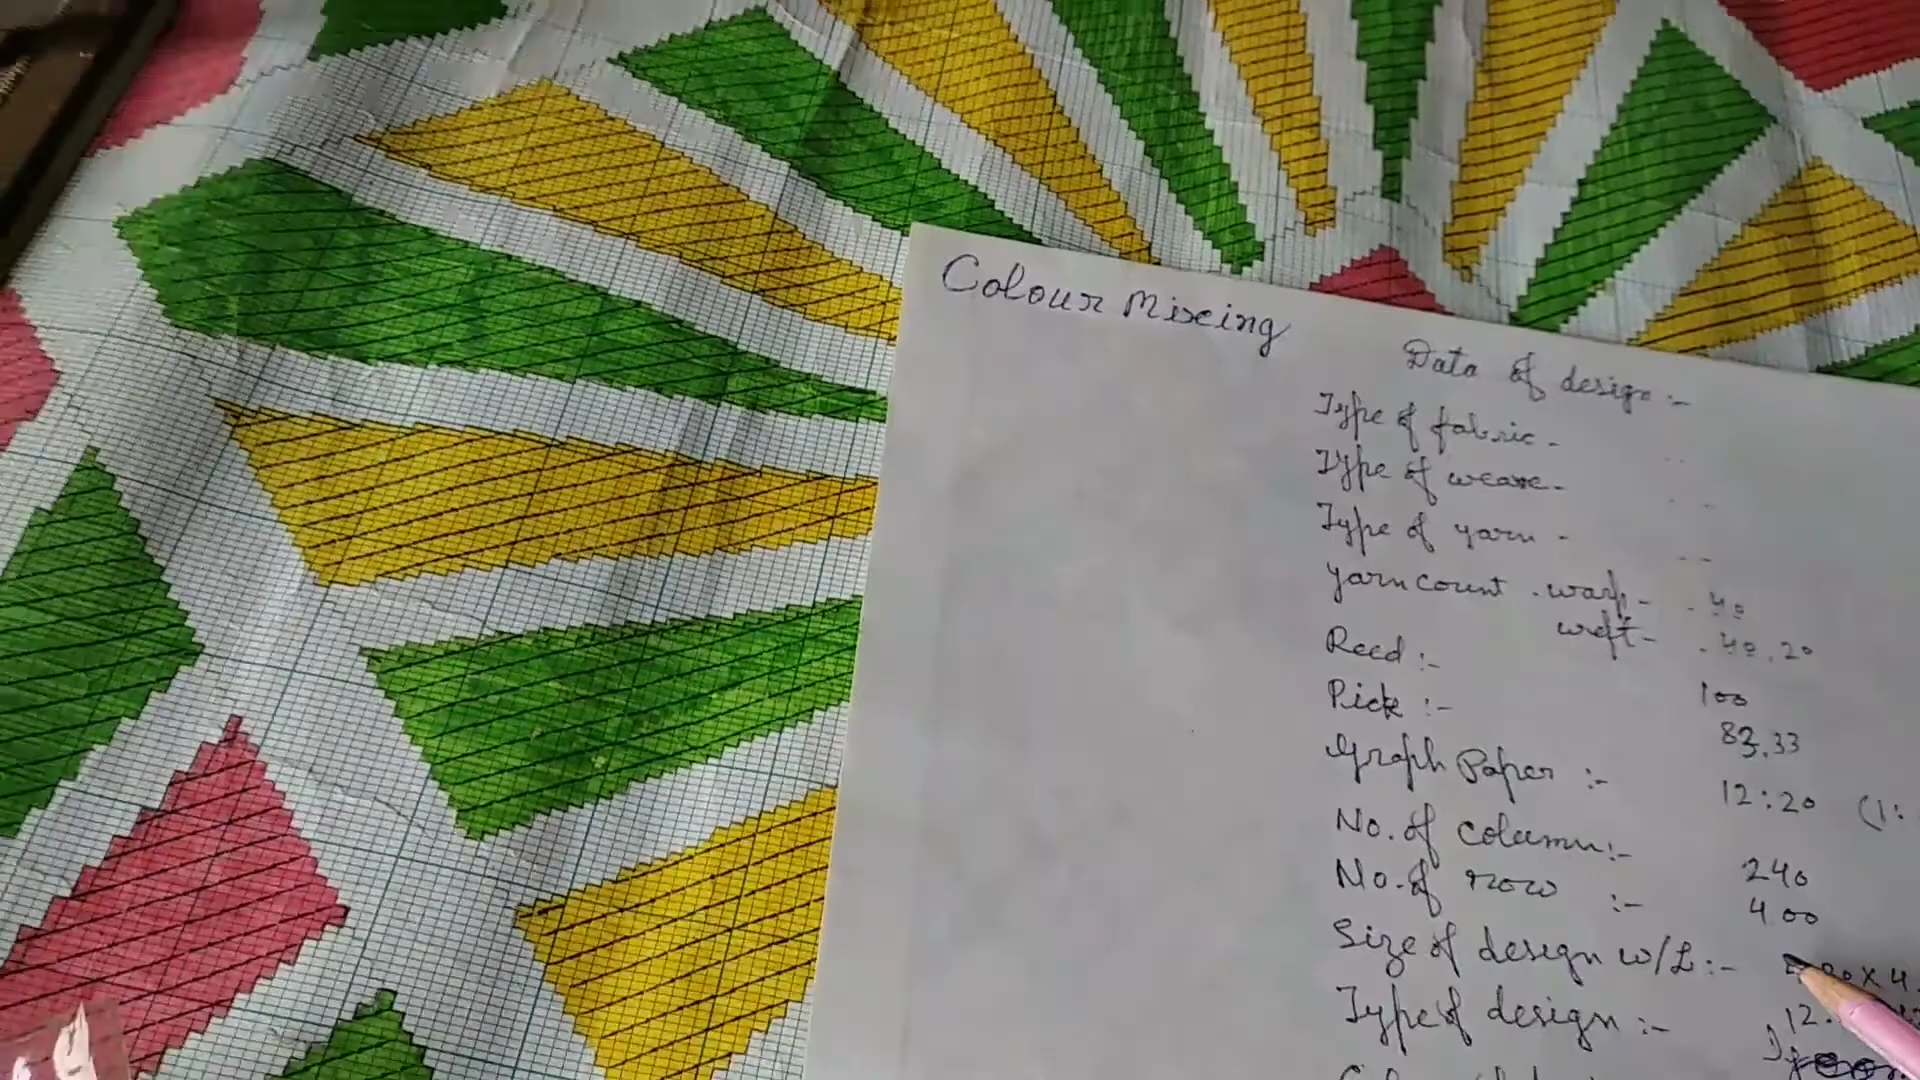 Colour Mixing
Data of design :-
Type of fabric -
Type of weave -
Type of yarn -
Yarn count . warp - . 40
weft - . 40, 20
Reed :- 100
Pick :- 83.33
Graph Paper :- 12:20 (1:
No. of column :- 240
No. of row :- 400
Size of design w/L :-
Type of design :-